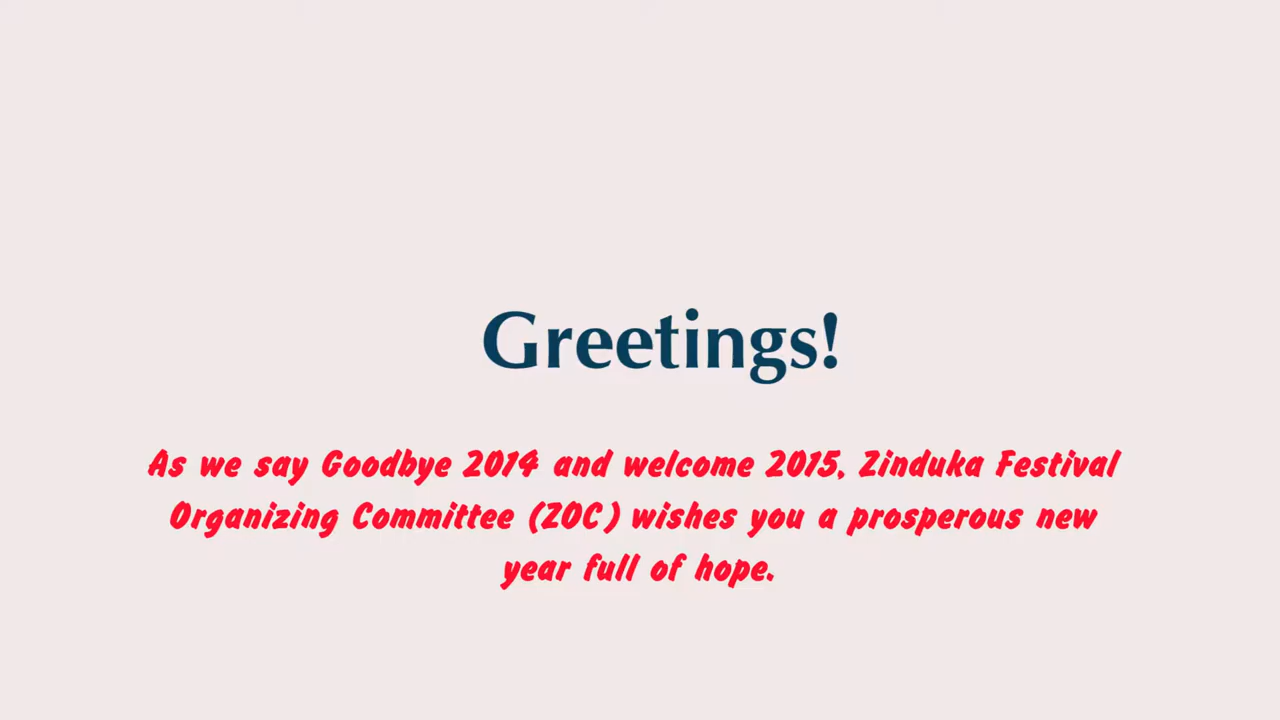 Greetings!
As we say Goodbye 2014 and welcome 2015, Zinduka Festival
Organizing Committee (ZOC) wishes you a prosperous new
year full of hope.